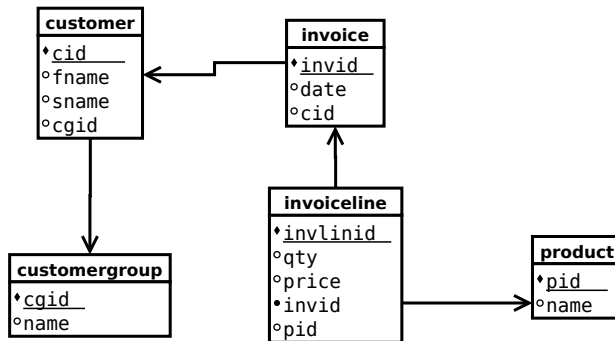 customer
cid
fname
sname
cgid
invoice
invid
date
cid
invoiceline
invlinid
qty
price
invid
pid
customergroup
cgid
name
product
pid
name